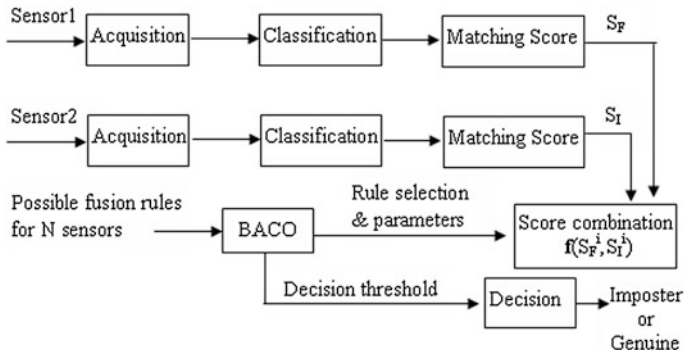 Sensor1
Acquisition
Classification
Matching Score
S_F
Sensor2
Acquisition
Classification
Matching Score
S_I
Possible fusion rules
for N sensors
BACO
Rule selection
& parameters
Score combination
f(S_F^i, S_I^i)
Decision threshold
Decision
Imposter
or
Genuine